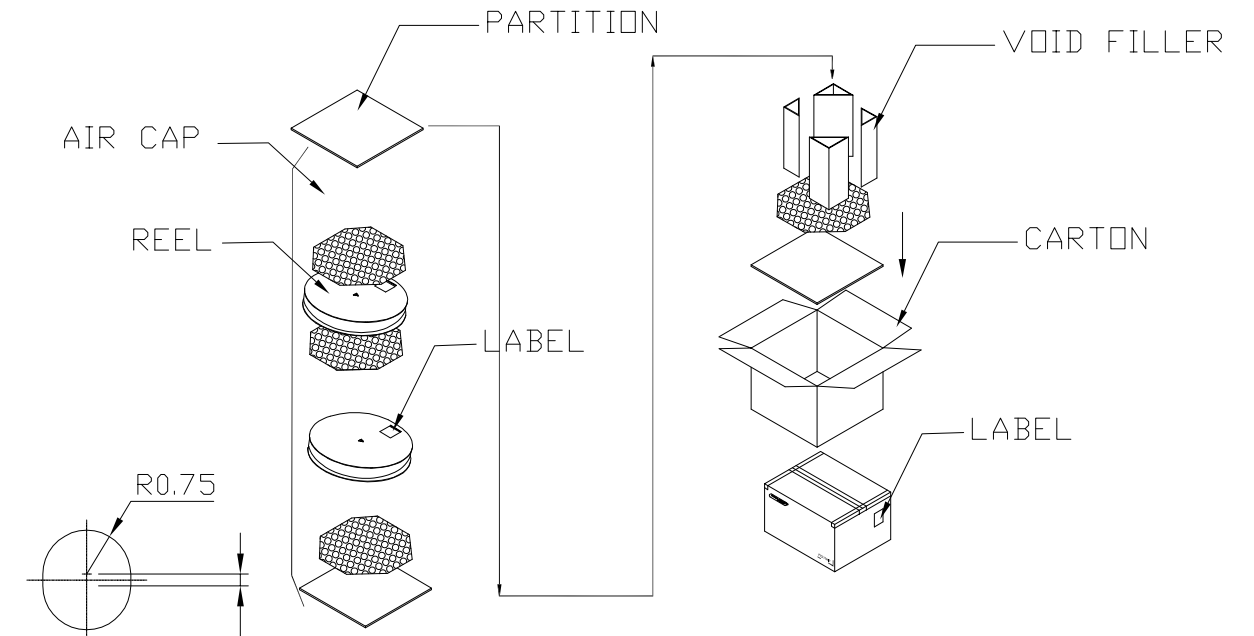 PARTITION
VOID FILLER
AIR CAP
REEL
CARTON
LABEL
LABEL
R0.75